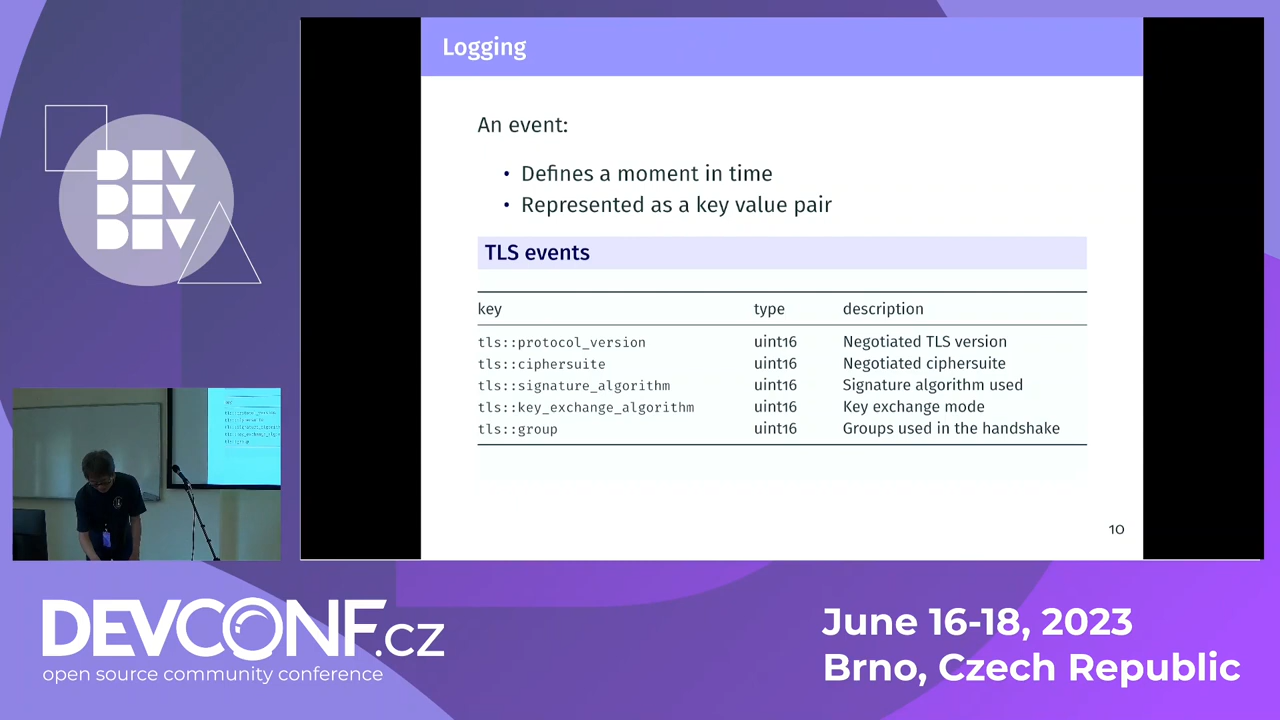 Logging
An event:
• Defines a moment in time
• Represented as a key value pair
TLS events
key type description
tls::protocol_version uint16 Negotiated TLS version
tls::ciphersuite uint16 Negotiated ciphersuite
tls::signature_algorithm uint16 Signature algorithm used
tls::key_exchange_algorithm uint16 Key exchange mode
tls::group uint16 Groups used in the handshake
10
DEV
DEV
DEV
DEVCONF.cz
open source community conference
June 16-18, 2023
Brno, Czech Republic